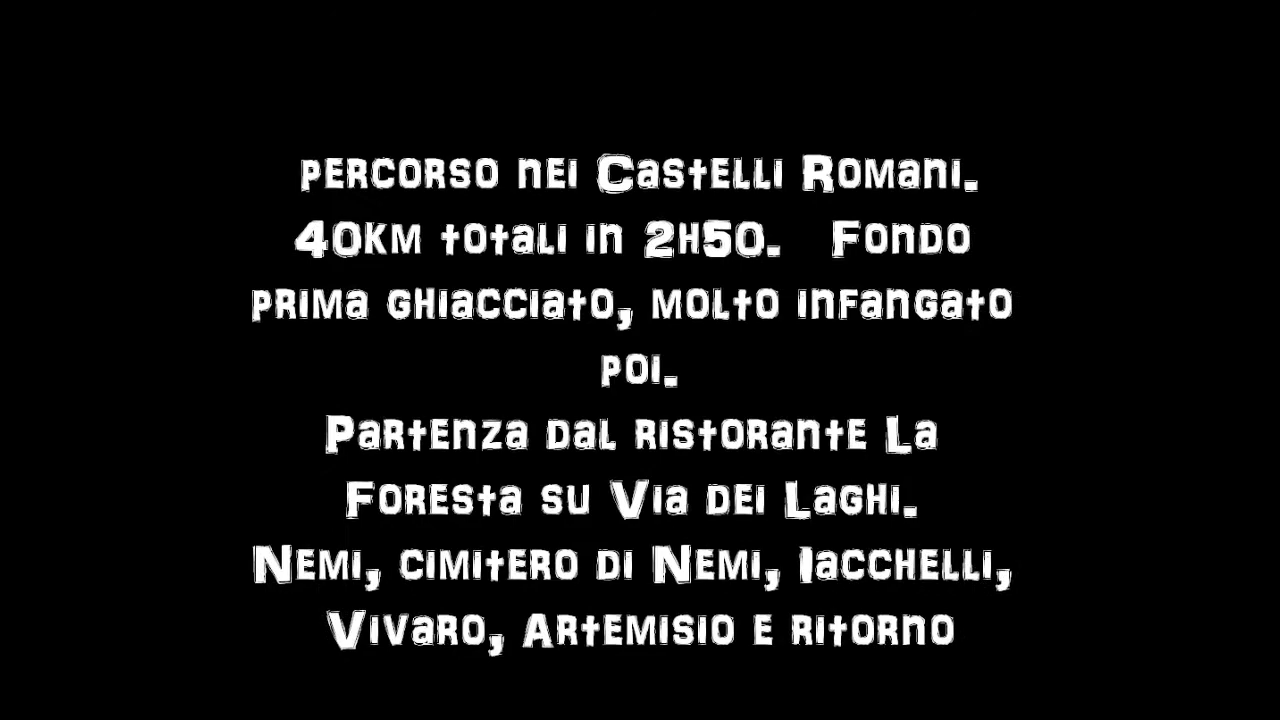 percorso nei Castelli Romani.
40km totali in 2h50. Fondo
prima ghiacciato, molto infangato
poi.
Partenza dal ristorante La
Foresta su Via dei Laghi.
Nemi, cimitero di Nemi, Iacchelli,
Vivaro, Artemisio e ritorno